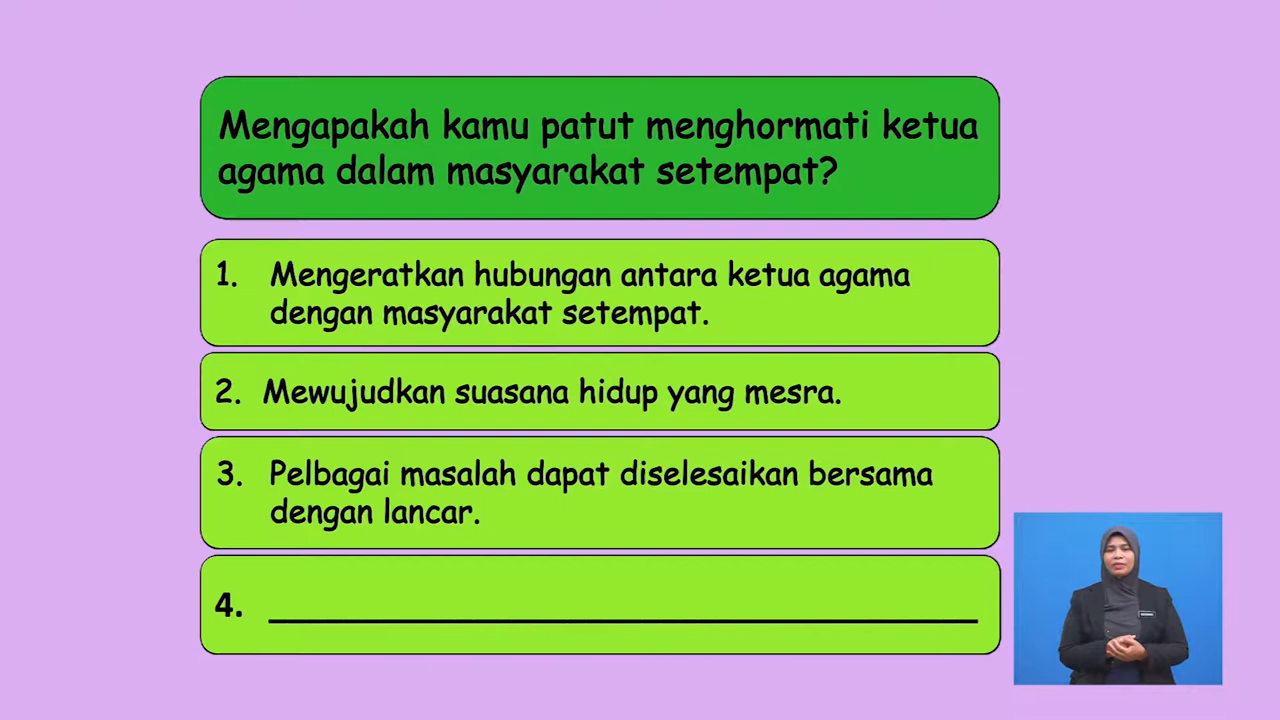 Mengapakah kamu patut menghormati ketua
agama dalam masyarakat setempat?
1. Mengeratkan hubungan antara ketua agama
dengan masyarakat setempat.
2. Mewujudkan suasana hidup yang mesra.
3. Pelbagai masalah dapat diselesaikan bersama
dengan lancar.
4. ____________________